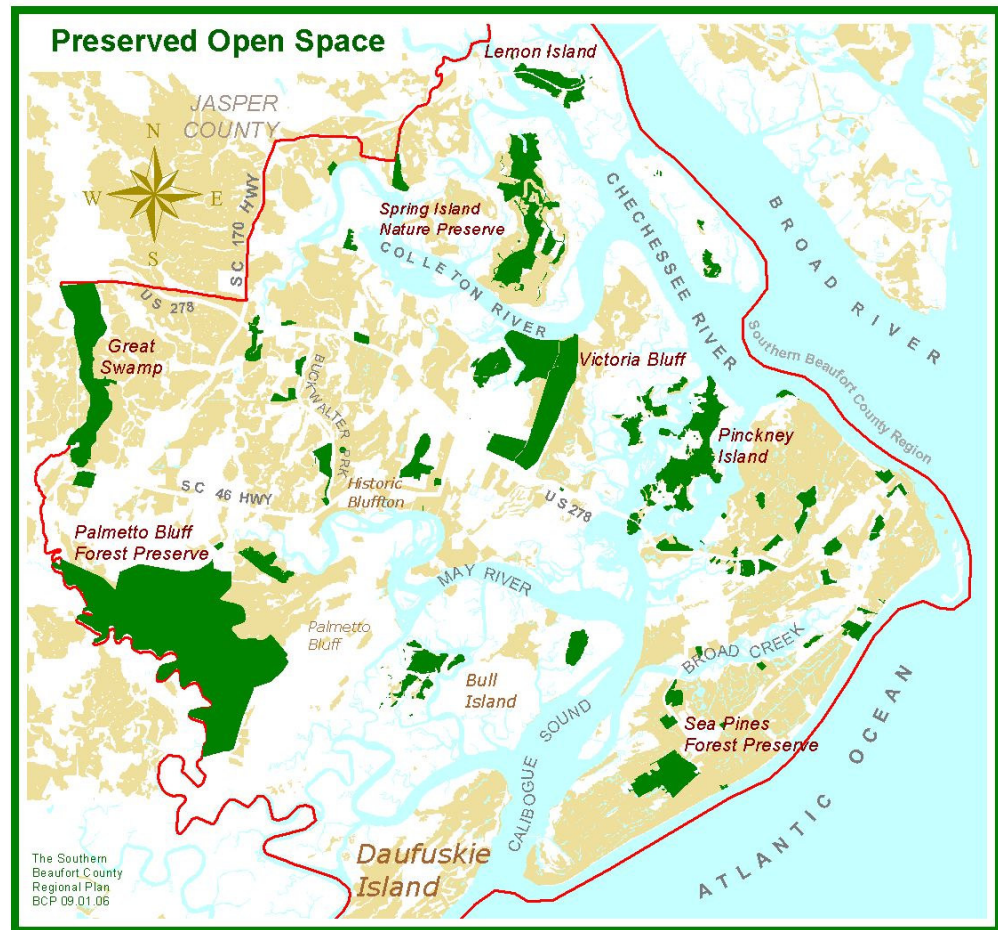 Preserved Open Space
Lemon Island
JASPER
COUNTY
N
W
E
S
SC 170 HWY
Spring Island
Nature Preserve
CHECHESSEE RIVER
BROAD RIVER
COLLETON RIVER
US 278
Great
Swamp
Victoria Bluff
Southern Beaufort County Region
BUCKWALTER PRK
Pinckney
Island
SC 46 HWY
Historic
Bluffton
US 278
Palmetto Bluff
Forest Preserve
MAY RIVER
Palmetto
Bluff
BROAD CREEK
Bull
Island
CALIBOGUE SOUND
Sea Pines
Forest Preserve
ATLANTIC OCEAN
Daufuskie
Island
The Southern
Beaufort County
Regional Plan
BCP 09.01.06